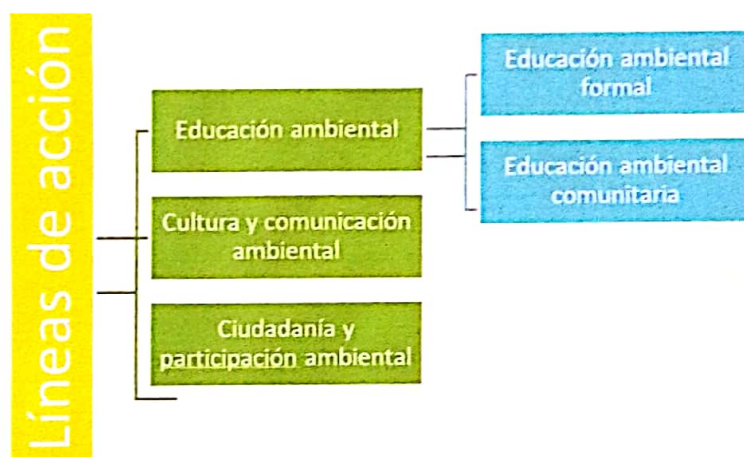 Líneas de acción
Educación ambiental
Cultura y comunicación
ambiental
Ciudadanía y
participación ambiental
Educación ambiental
formal
Educación ambiental
comunitaria